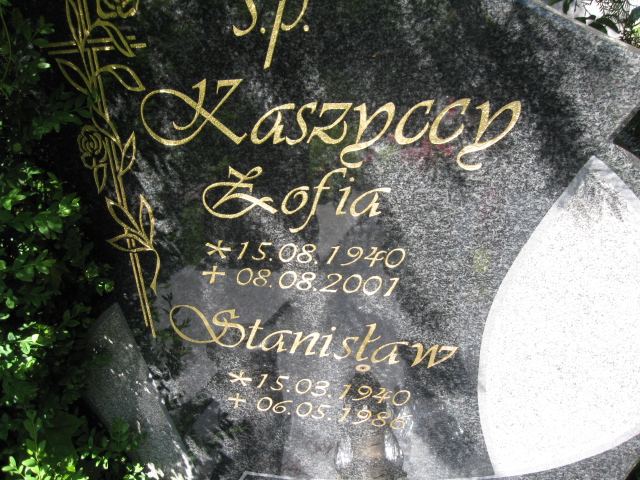 Ś.P.
Kaszyccy
Zofia
* 15.08.1940
+ 08.08.2001
Stanisław
* 15.03.1940
+ 06.05.1986